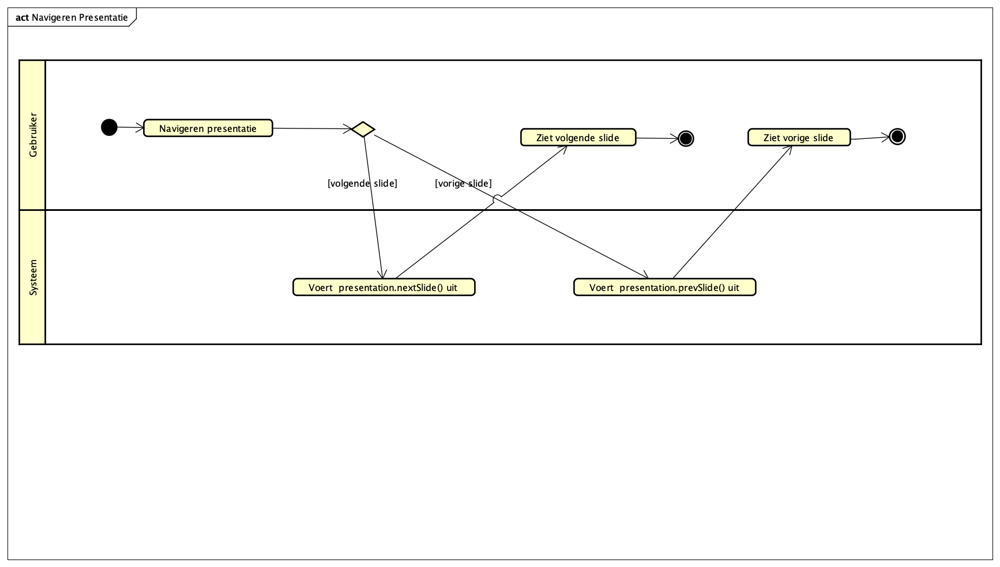 act Navigeren Presentatie
Gebruiker
Navigeren presentatie
Ziet volgende slide
Ziet vorige slide
[volgende slide]
[vorige slide]
Systeem
Voert  presentation.nextSlide() uit
Voert  presentation.prevSlide() uit